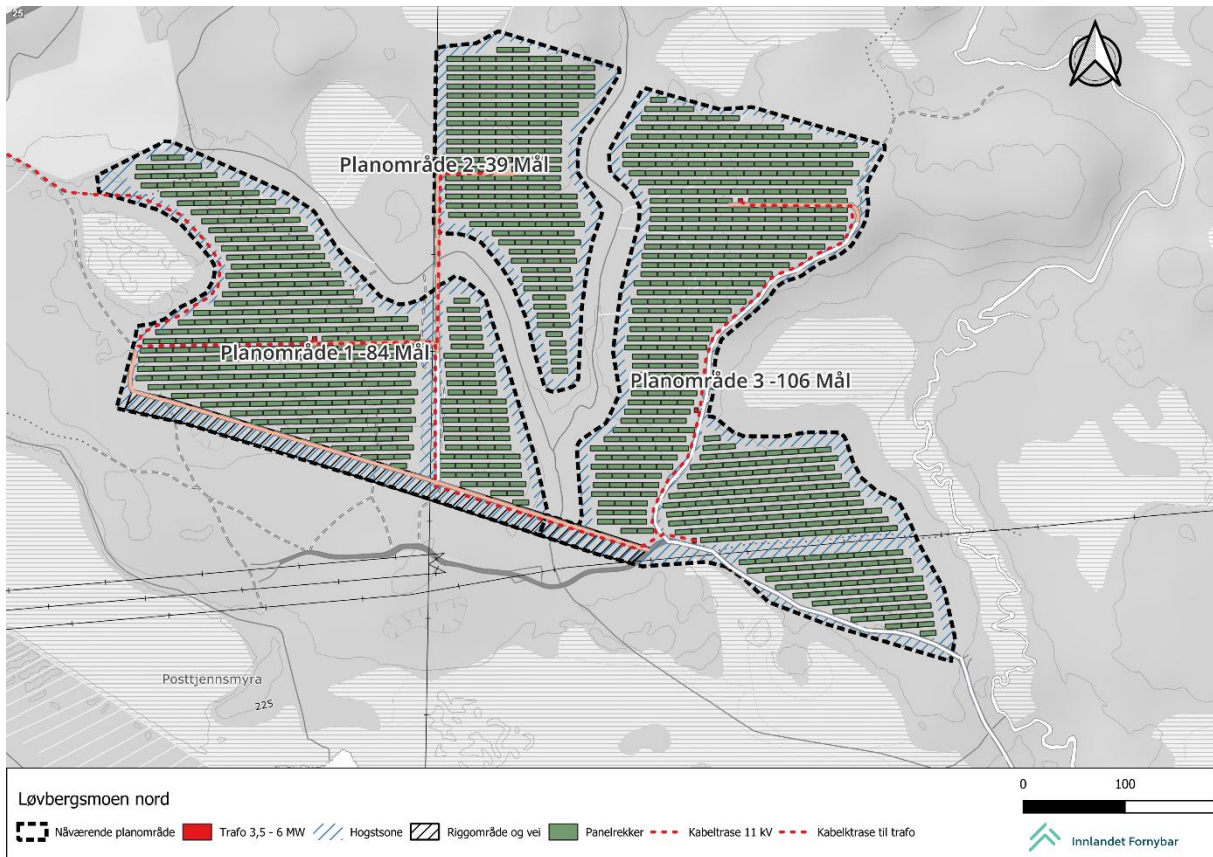 25
Planområde 2 -39 Mål
Planområde 1 -84 Mål
Planområde 3 -106 Mål
Posttjennsmyra
225
Løvbergsmoen nord
0 100
Nåværende planområde Trafo 3,5 - 6 MW Hogstsone Riggområde og vei Panelrekker Kabeltrase 11 kV Kabelktrase til trafo
Innlandet Fornybar